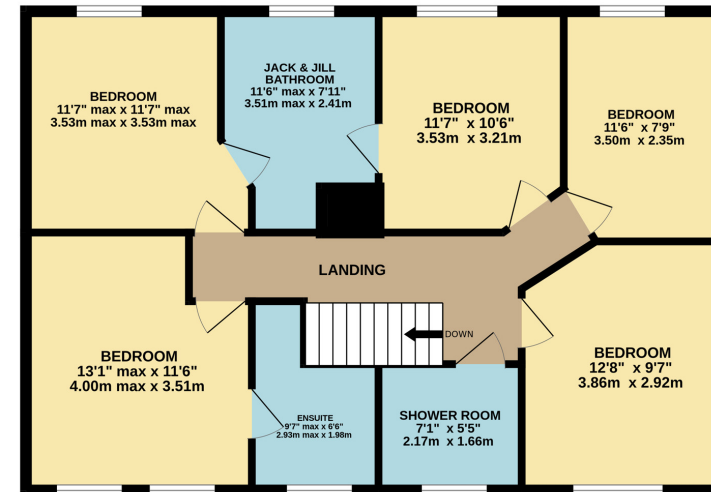 BEDROOM
11'7" max x 11'7" max
3.53m max x 3.53m max
JACK & JILL
BATHROOM
11'6" max x 7'11"
3.51m max x 2.41m
BEDROOM
11'7" x 10'6"
3.53m x 3.21m
BEDROOM
11'6" x 7'9"
3.50m x 2.35m
LANDING
DOWN
BEDROOM
13'1" max x 11'6"
4.00m max x 3.51m
ENSUITE
9'7" max x 6'6"
2.93m max x 1.98m
SHOWER ROOM
7'1" x 5'5"
2.17m x 1.66m
BEDROOM
12'8" x 9'7"
3.86m x 2.92m